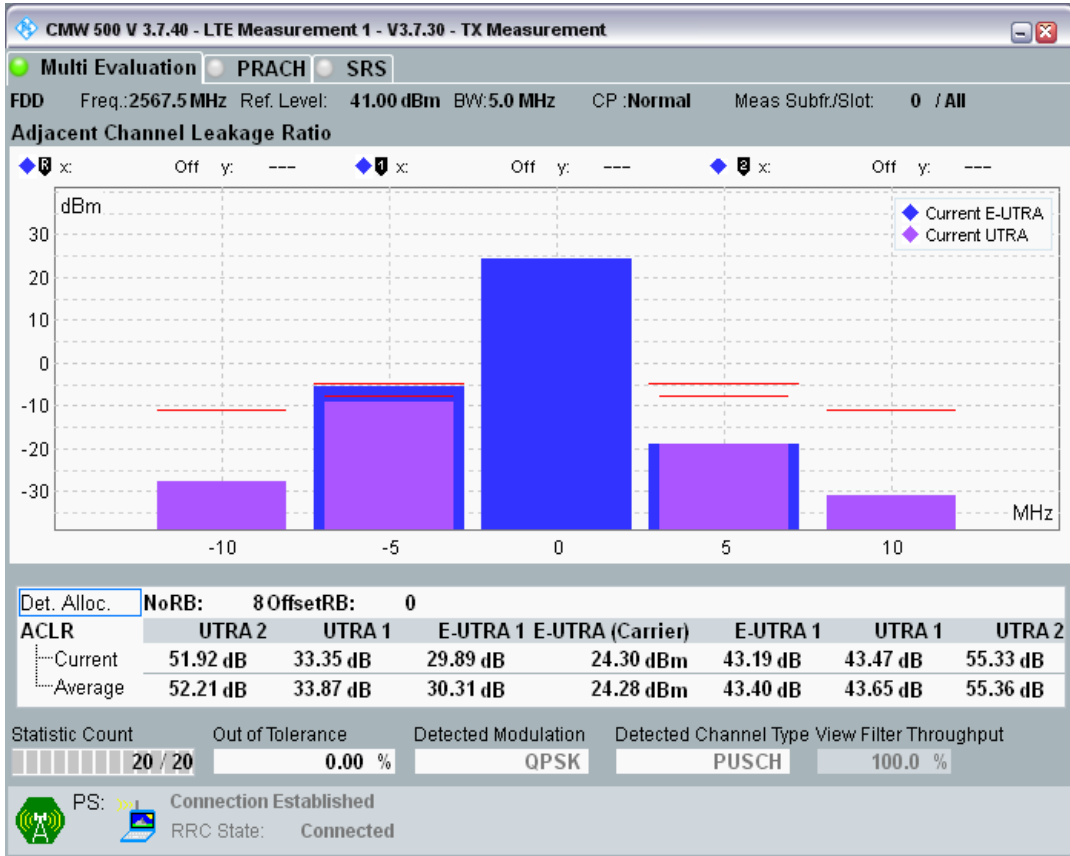 CMW 500 V 3.7.40 - LTE Measurement 1 - V3.7.30 - TX Measurement
Multi Evaluation PRACH SRS
FDD Freq.:2567.5 MHz Ref. Level: 41.00 dBm BW:5.0 MHz CP :Normal Meas Subfr./Slot: 0 / All
Adjacent Channel Leakage Ratio
R x: Off y: --- 1 x: Off y: --- 2 x: Off y: ---
dBm
Current E-UTRA
Current UTRA
30
20
10
0
-10
-20
-30
MHz
-10 -5 0 5 10
Det. Alloc. NoRB: 8 OffsetRB: 0
ACLR UTRA 2 UTRA 1 E-UTRA 1 E-UTRA (Carrier) E-UTRA 1 UTRA 1 UTRA 2
Current 51.92 dB 33.35 dB 29.89 dB 24.30 dBm 43.19 dB 43.47 dB 55.33 dB
Average 52.21 dB 33.87 dB 30.31 dB 24.28 dBm 43.40 dB 43.65 dB 55.36 dB
Statistic Count Out of Tolerance Detected Modulation Detected Channel Type View Filter Throughput
20 / 20 0.00 % QPSK PUSCH 100.0 %
PS: Connection Established
RRC State: Connected